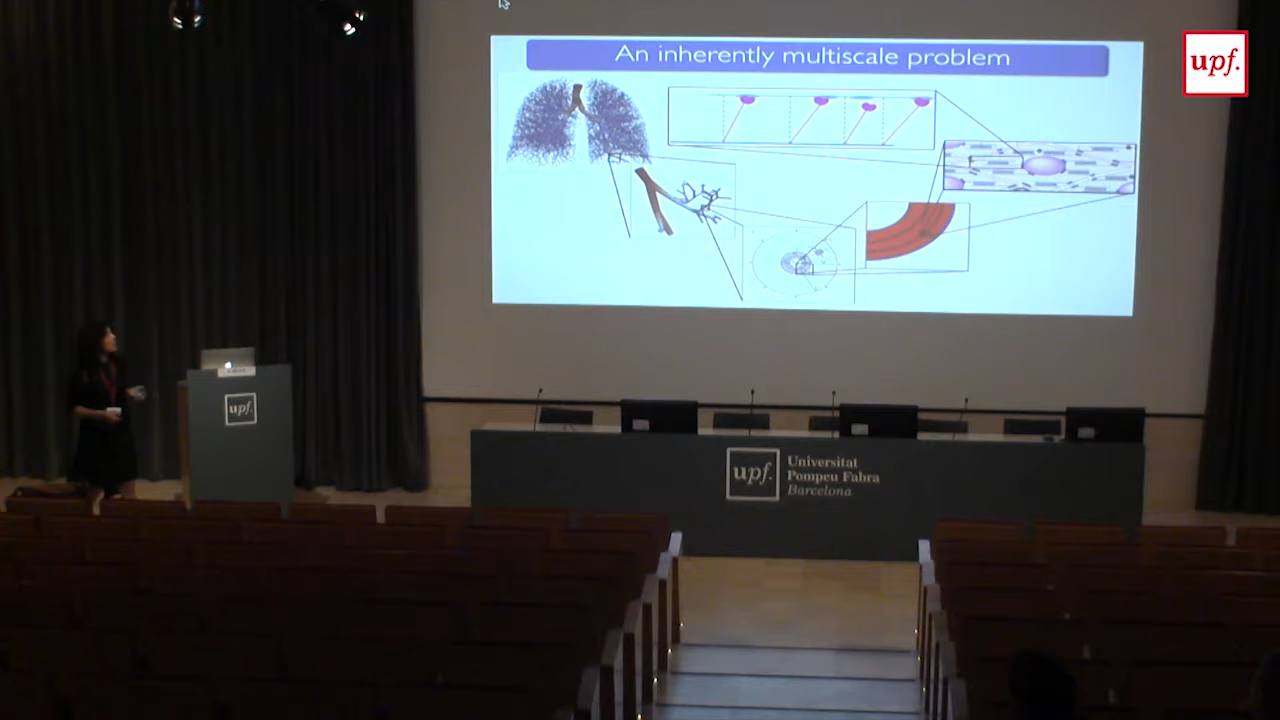 An inherently multiscale problem
upf.
upf.
upf.
Universitat
Pompeu Fabra
Barcelona